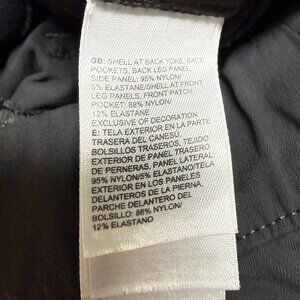 GB: SHELL AT BACK YOKE, BACK
POCKETS, BACK LEG PANEL,
SIDE PANEL: 95% NYLON/
5% ELASTANE/SHELL AT FRONT
LEG PANELS, FRONT PATCH
POCKET: 88% NYLON/
12% ELASTANE
EXCLUSIVE OF DECORATION
E: TELA EXTERIOR EN LA PARTE
TRASERA DEL CANESÚ,
BOLSILLOS TRASEROS, TEJIDO
EXTERIOR DE PANEL TRASERO
DE PERNERAS, PANEL LATERAL
95% NYLON/5% ELASTANO/TELA
EXTERIOR EN LOS PANELES
DELANTEROS DE LA PIERNA,
PARCHE DELANTERO DEL
BOLSILLO: 88% NYLON/
12% ELASTANO